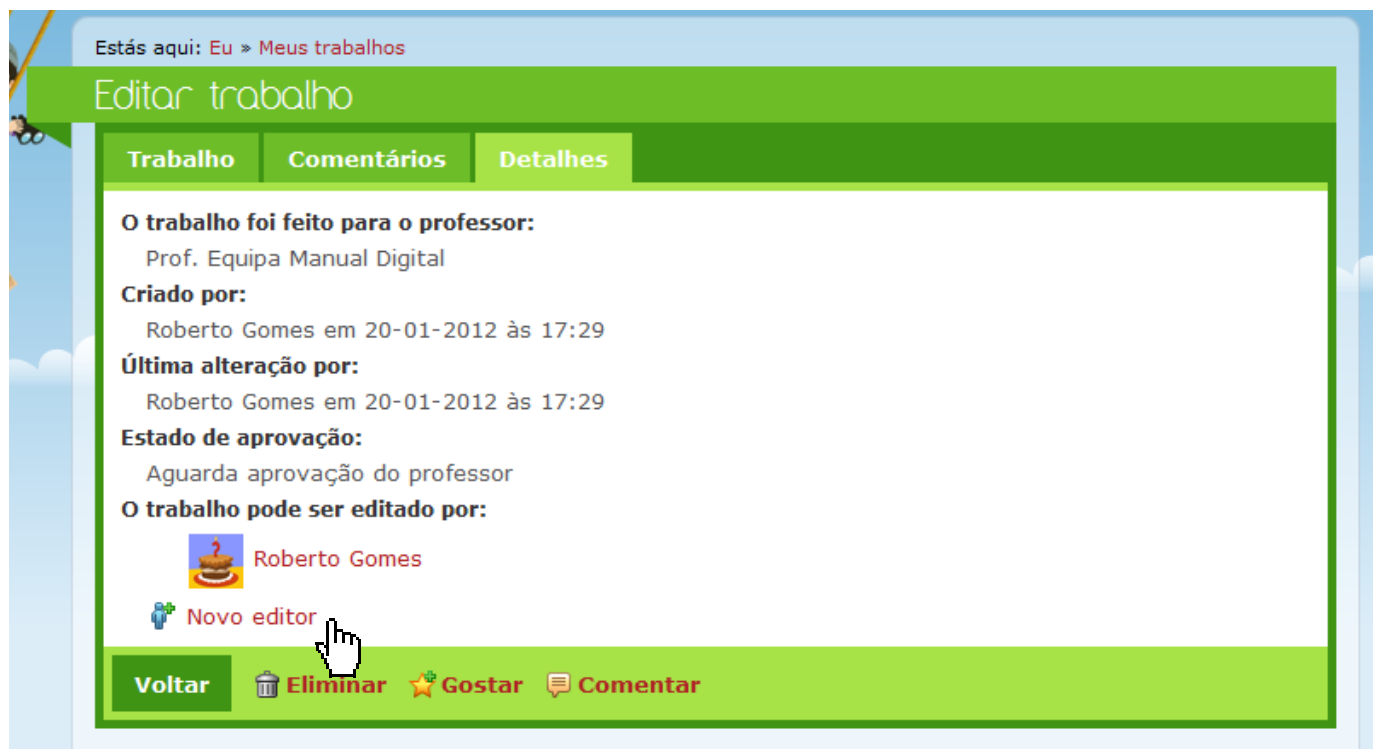 Estás aqui: Eu » Meus trabalhos
Editar trabalho
Trabalho Comentários Detalhes
O trabalho foi feito para o professor:
Prof. Equipa Manual Digital
Criado por:
Roberto Gomes em 20-01-2012 às 17:29
Última alteração por:
Roberto Gomes em 20-01-2012 às 17:29
Estado de aprovação:
Aguarda aprovação do professor
O trabalho pode ser editado por:
Roberto Gomes
Novo editor
Voltar Eliminar Gostar Comentar